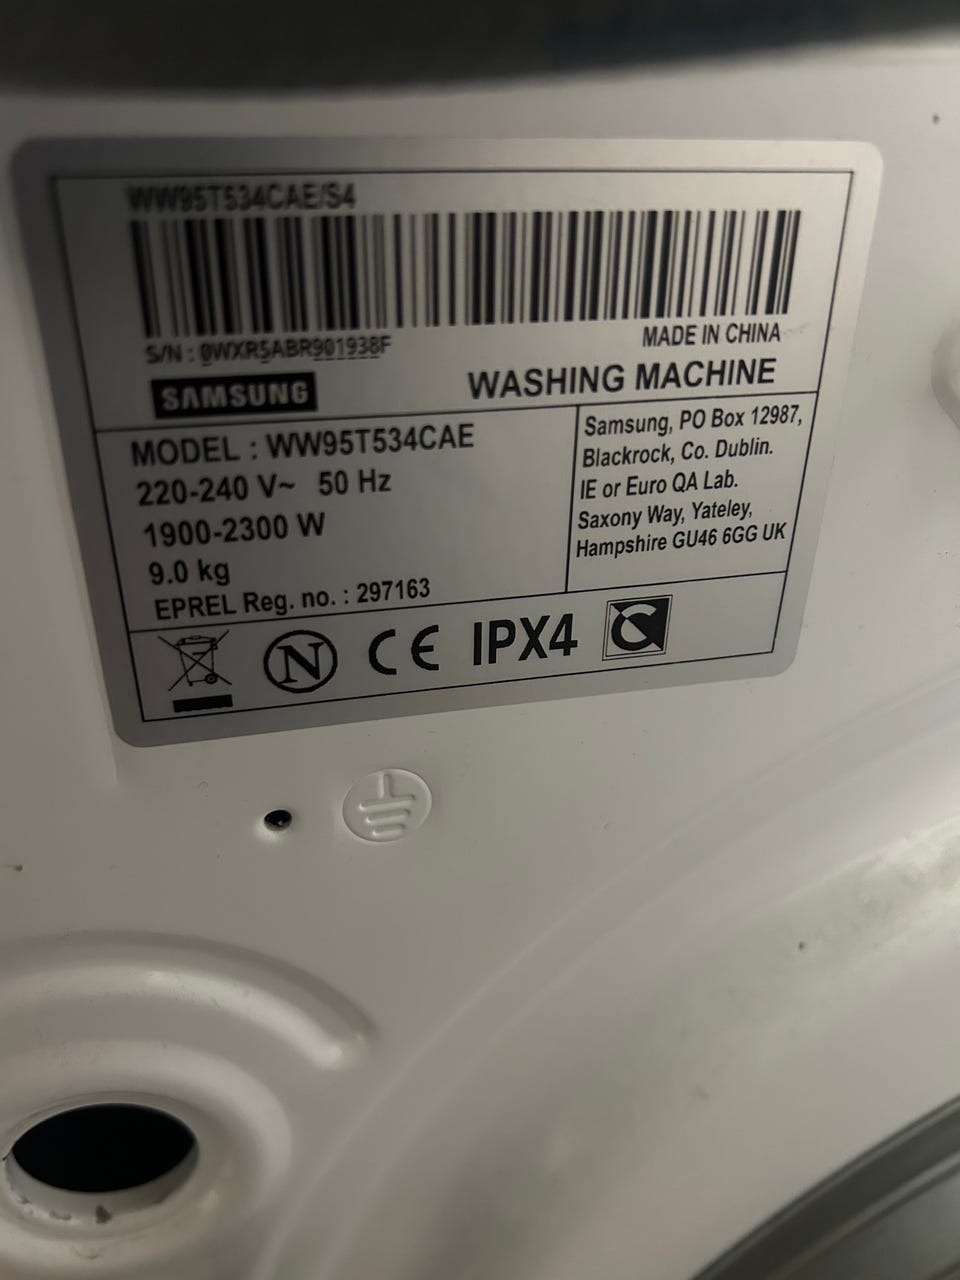 WW95T534CAE/S4
S/N : 0WXR5ABR901938F
MADE IN CHINA
SAMSUNG
WASHING MACHINE
MODEL : WW95T534CAE
220-240 V~ 50 Hz
1900-2300 W
9.0 kg
EPREL Reg. no. : 297163
Samsung, PO Box 12987,
Blackrock, Co. Dublin.
IE or Euro QA Lab.
Saxony Way, Yateley,
Hampshire GU46 6GG UK
N CE IPX4 C